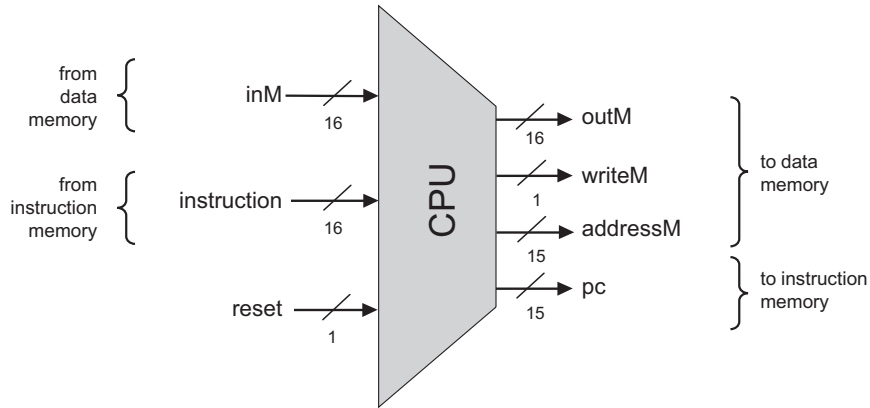 from
data
memory
inM
16
from
instruction
memory
instruction
16
reset
1
CPU
outM
16
writeM
1
addressM
15
pc
15
to data
memory
to instruction
memory